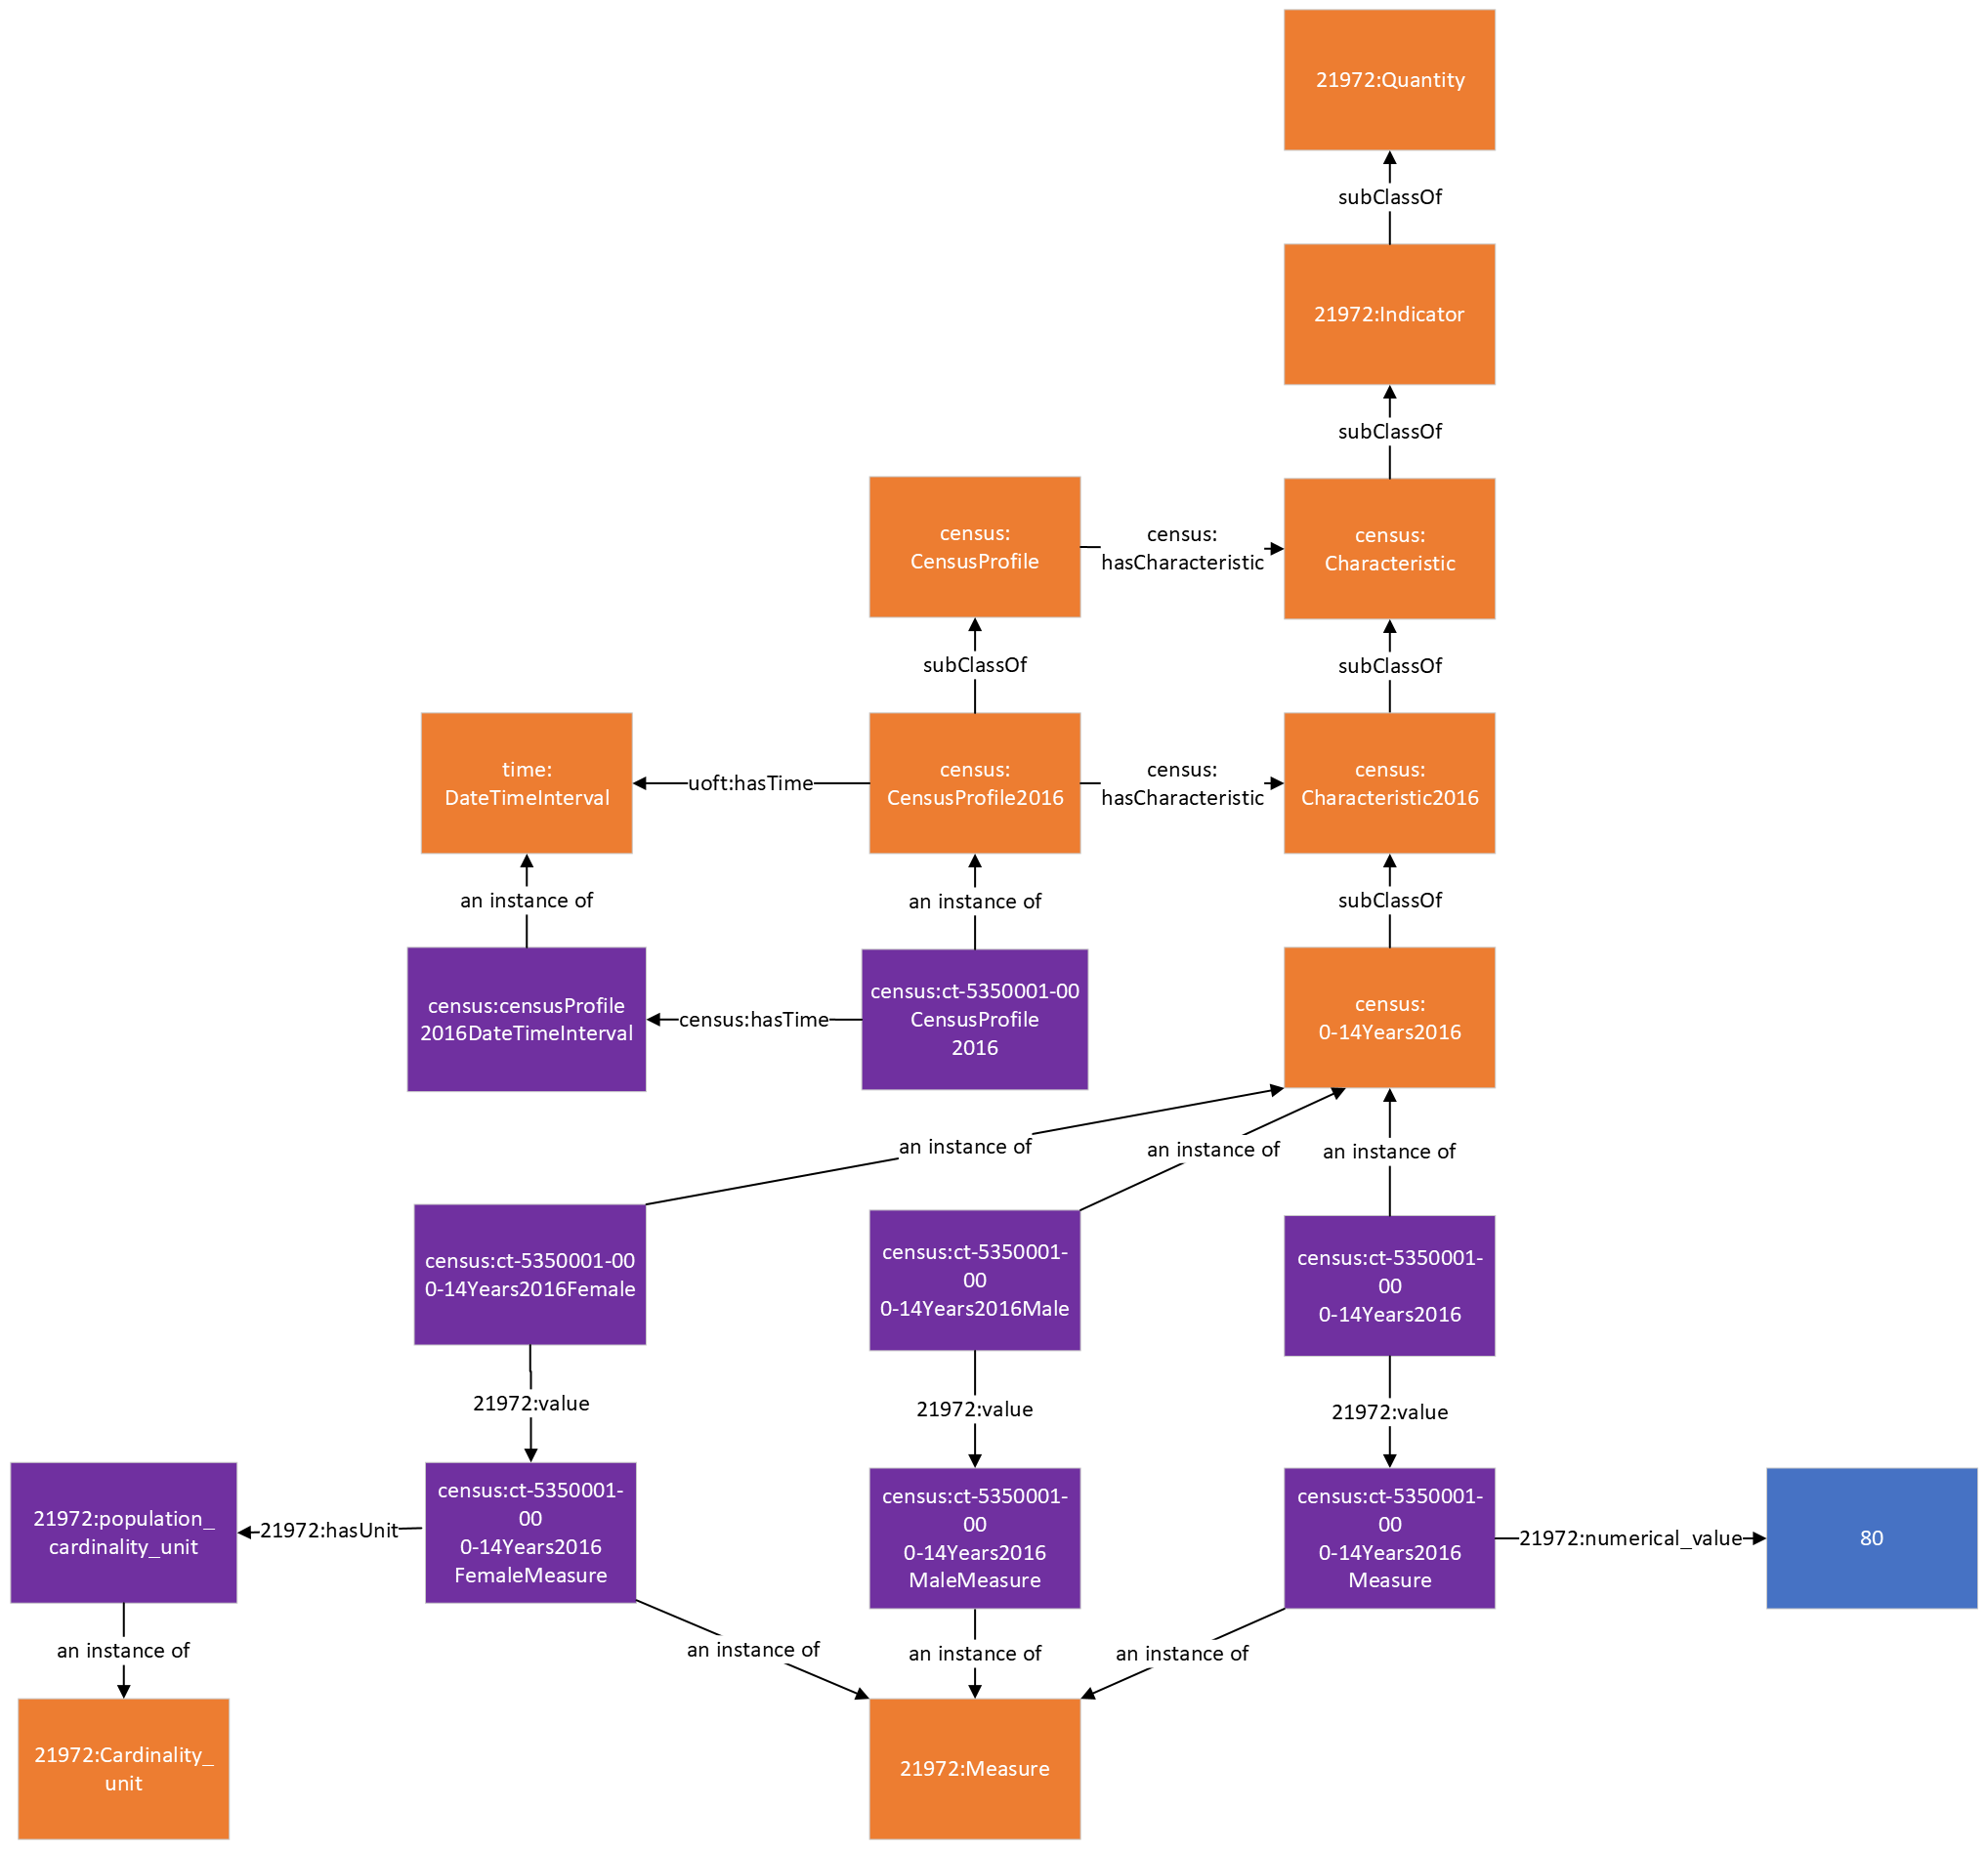 21972:Quantity
subClassOf
21972:Indicator
subClassOf
census:
CensusProfile
census:
hasCharacteristic
census:
Characteristic
subClassOf
subClassOf
time:
DateTimeInterval
uoft:hasTime
census:
CensusProfile2016
census:
hasCharacteristic
census:
Characteristic2016
an instance of
an instance of
subClassOf
census:censusProfile
2016DateTimeInterval
census:hasTime
census:ct-5350001-00
CensusProfile
2016
census:
0-14Years2016
an instance of
an instance of
an instance of
census:ct-5350001-00
0-14Years2016Female
census:ct-5350001-
00
0-14Years2016Male
census:ct-5350001-
00
0-14Years2016
21972:value
21972:value
21972:value
21972:population_
cardinality_unit
21972:hasUnit
census:ct-5350001-
00
0-14Years2016
FemaleMeasure
census:ct-5350001-
00
0-14Years2016
MaleMeasure
census:ct-5350001-
00
0-14Years2016
Measure
21972:numerical_value
80
an instance of
an instance of
an instance of
an instance of
21972:Cardinality_
unit
21972:Measure